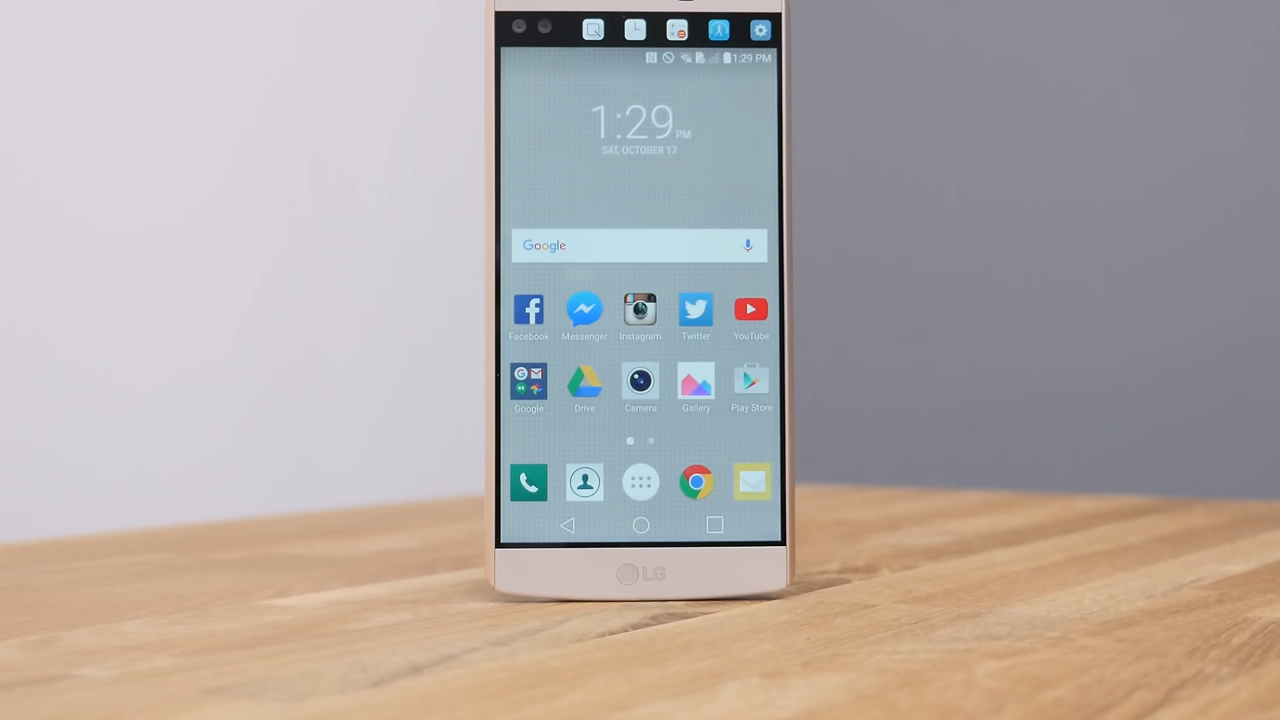 1:29 PM
1:29 PM
SAT, OCTOBER 17
Google
Facebook Messenger Instagram Twitter YouTube
Google Drive Camera Gallery Play Store
LG